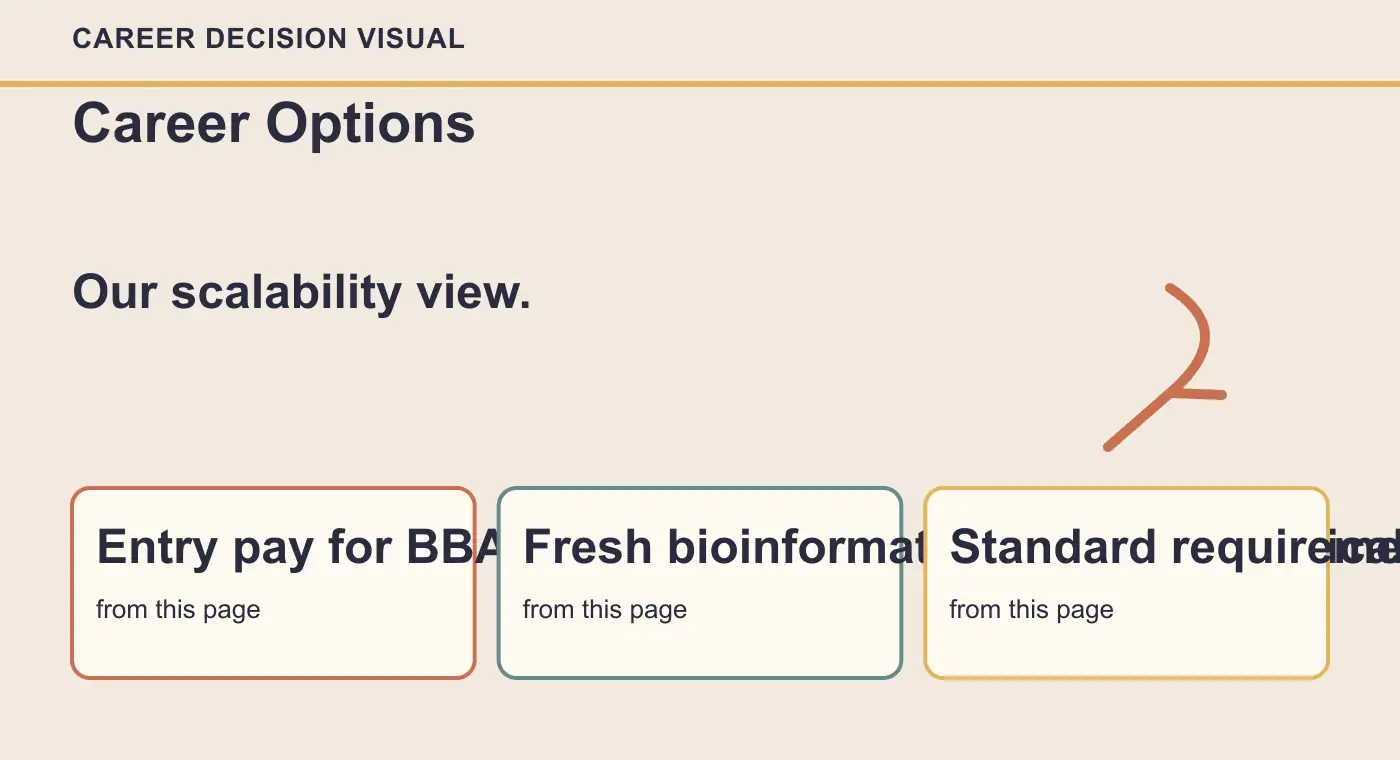 CAREER DECISION VISUAL
Career Options
Our scalability view.
Entry pay for BBA
Fresh bioinformat
Standard require
from this page
from this page
from this page